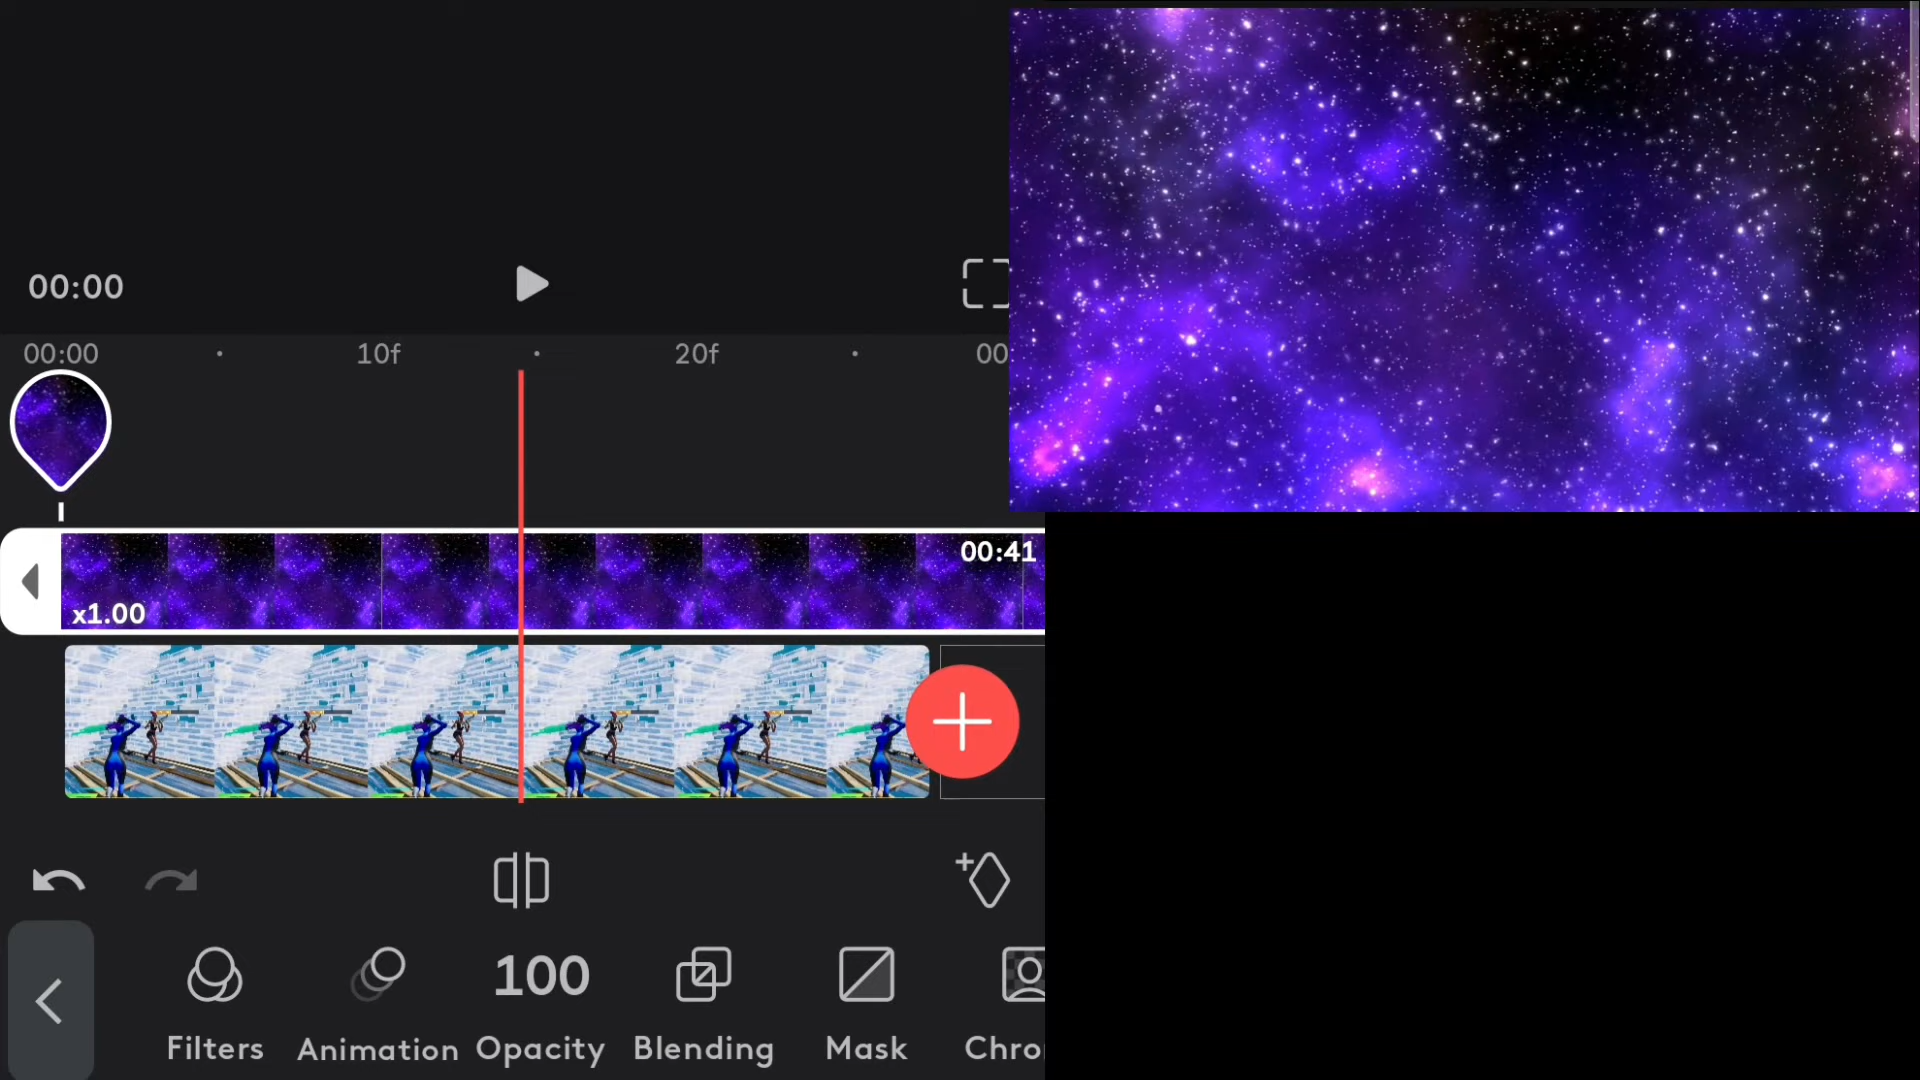 00:00
00:00
10f
20f
00
00:41
x1.00
100
Filters
Animation
Opacity
Blending
Mask
Chro